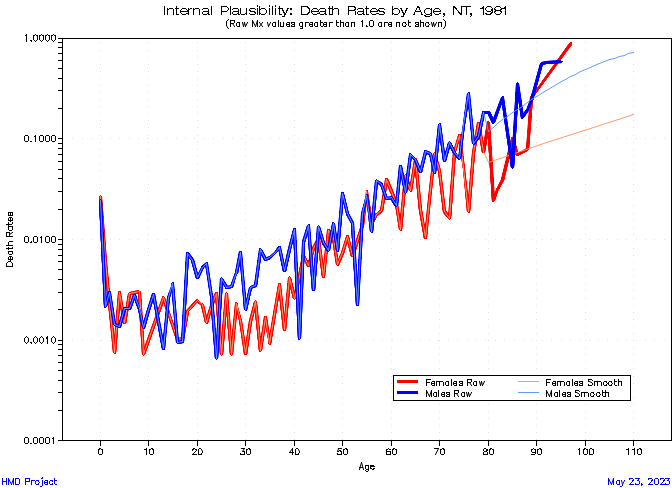 Internal Plausibility: Death Rates by Age, NT, 1981
(Raw Mx values greater than 1.0 are not shown)
1.0000
0.1000
0.0100
0.0010
0.0001
Death Rates
0 10 20 30 40 50 60 70 80 90 100 110
Age
Females Raw Females Smooth
Males Raw Males Smooth
HMD Project May 23, 2023